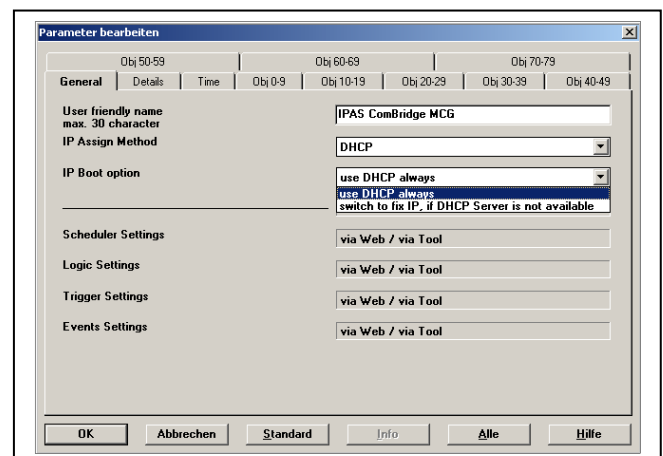 Parameter bearbeiten
Obj 50-59 Obj 60-69 Obj 70-79
General Details Time Obj 0-9 Obj 10-19 Obj 20-29 Obj 30-39 Obj 40-49
User friendly name
max. 30 character
IPAS ComBridge MCG
IP Assign Method
DHCP
IP Boot option
use DHCP always
use DHCP always
switch to fix IP, if DHCP Server is not available
Scheduler Settings
via Web / via Tool
Logic Settings
via Web / via Tool
Trigger Settings
via Web / via Tool
Events Settings
via Web / via Tool
OK Abbrechen Standard Info Alle Hilfe